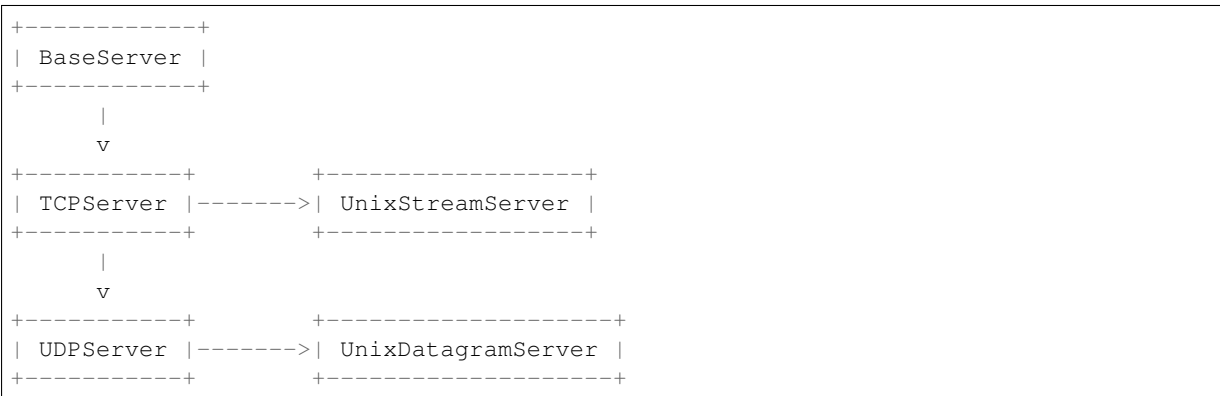 +------------+
| BaseServer |
+------------+
      |
      v
+-----------+        +------------------+
| TCPServer |------->| UnixStreamServer |
+-----------+        +------------------+
      |
      v
+-----------+        +--------------------+
| UDPServer |------->| UnixDatagramServer |
+-----------+        +--------------------+